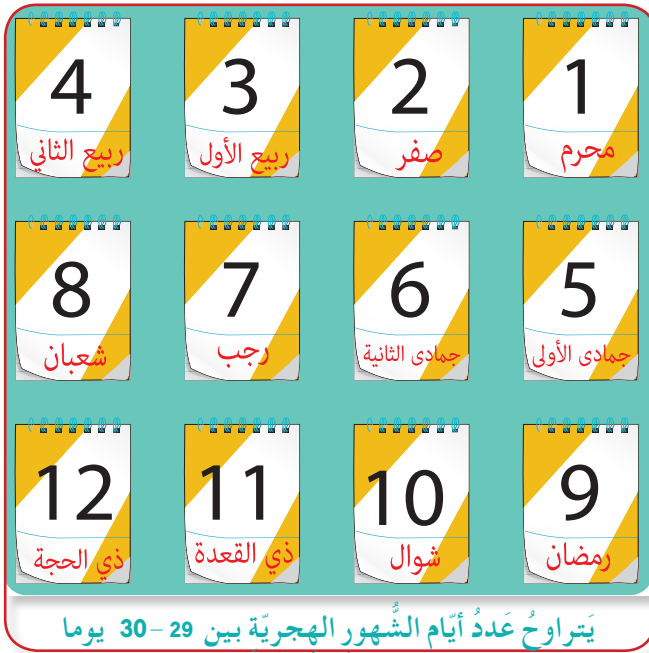 1 2 3 4
محرم صفر ربيع الأول ربيع الثاني
5 6 7 8
جمادى الأولى جمادى الثانية رجب شعبان
9 10 11 12
رمضان شوال ذي القعدة ذي الحجة
يَتراوحُ عَددُ أيّام الشُّهورِ الهجريّة بين 29 – 30 يوما